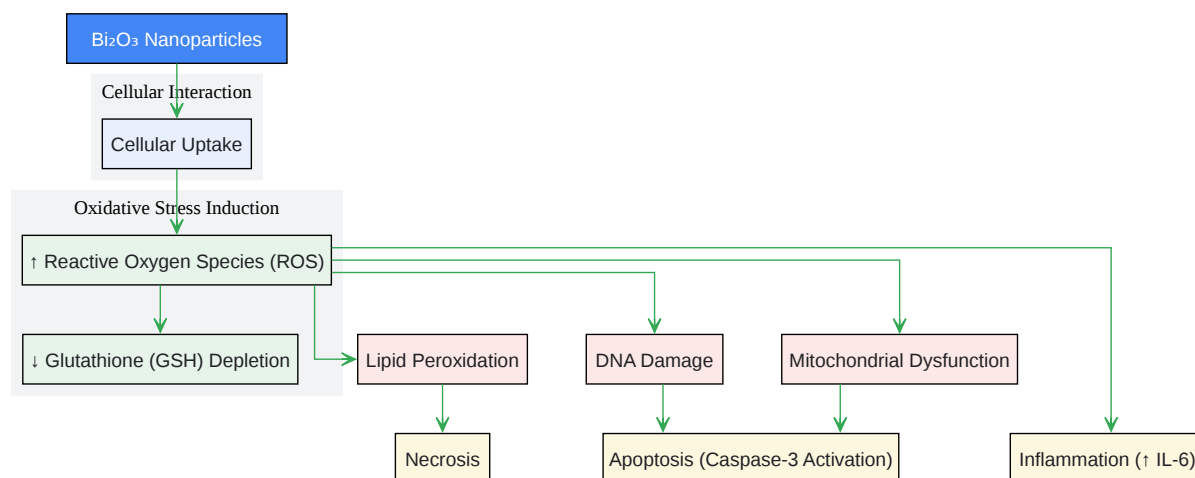 Bi₂O₃ Nanoparticles
Cellular Interaction
Cellular Uptake
Oxidative Stress Induction
↑ Reactive Oxygen Species (ROS)
↓ Glutathione (GSH) Depletion
Lipid Peroxidation
DNA Damage
Mitochondrial Dysfunction
Necrosis
Apoptosis (Caspase-3 Activation)
Inflammation (↑ IL-6)